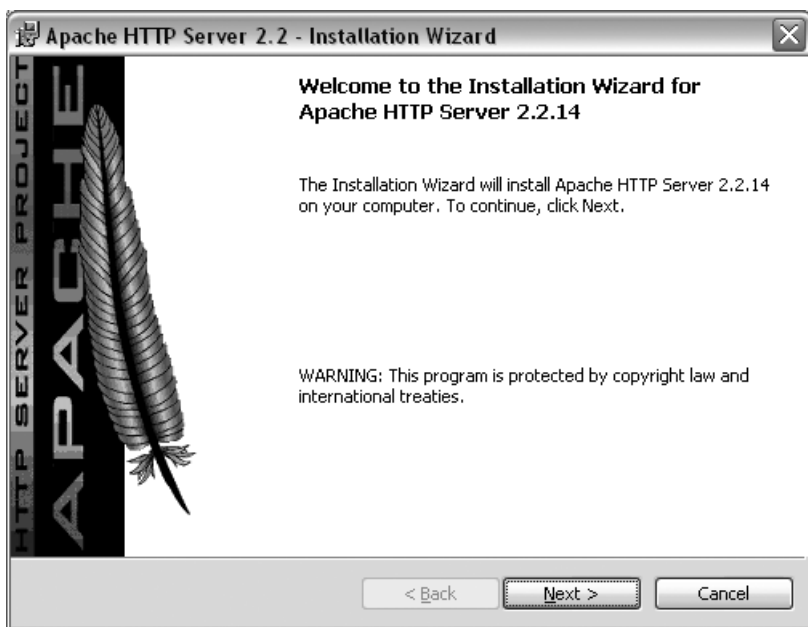 Apache HTTP Server 2.2 - Installation Wizard
HTTP SERVER PROJECT
APACHE
Welcome to the Installation Wizard for
Apache HTTP Server 2.2.14
The Installation Wizard will install Apache HTTP Server 2.2.14
on your computer. To continue, click Next.
WARNING: This program is protected by copyright law and
international treaties.
< Back
Next >
Cancel